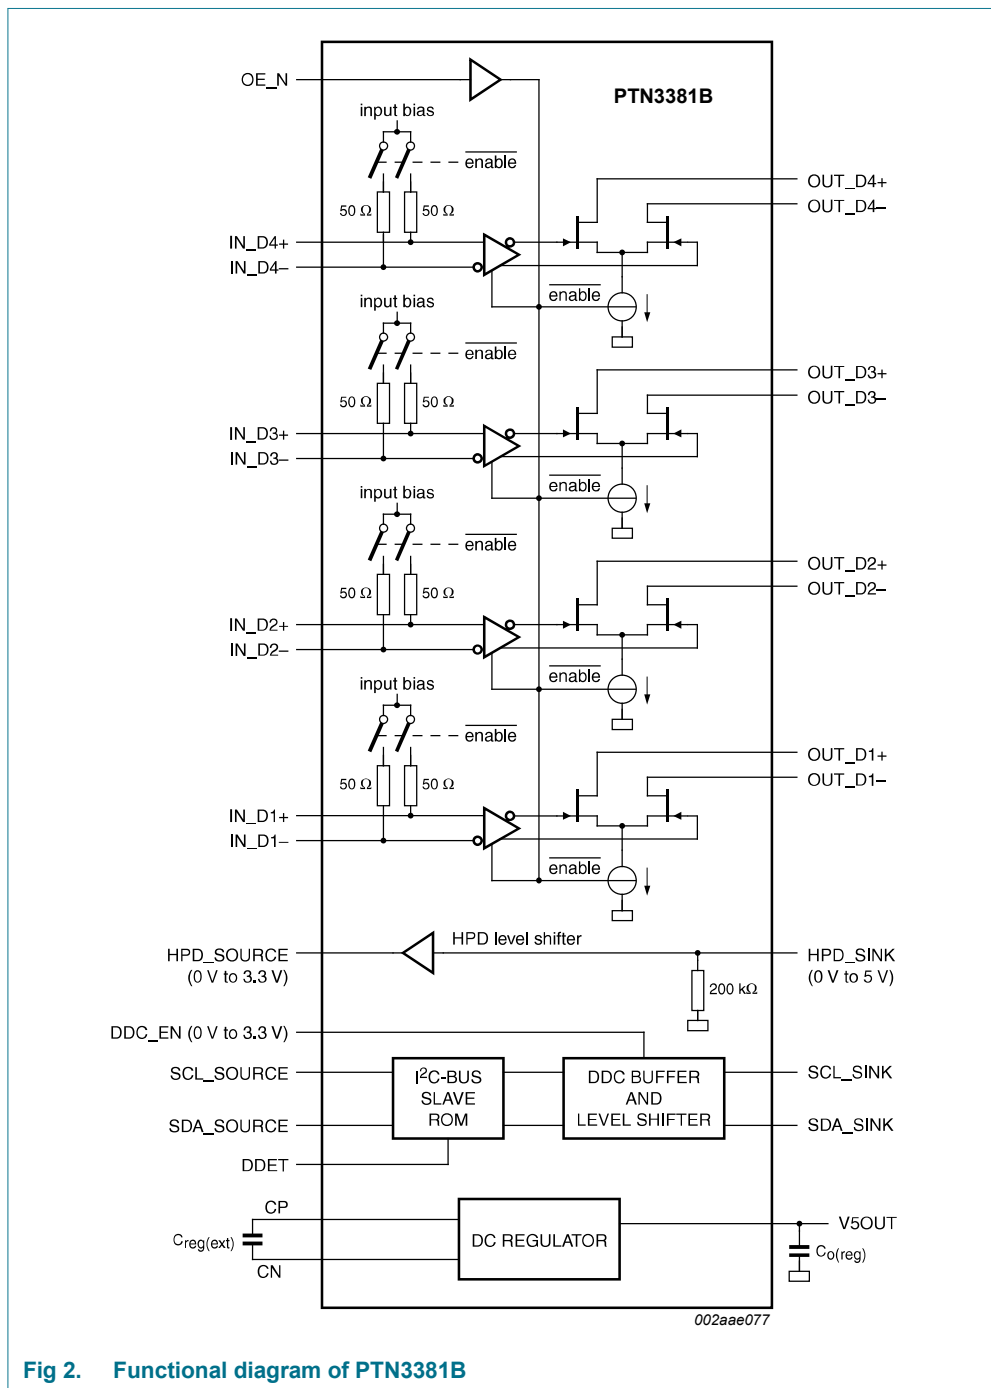 OE_N
PTN3381B
input bias
enable
50 Ω 50 Ω
OUT_D4+
OUT_D4–
IN_D4+
IN_D4–
enable
input bias
enable
50 Ω 50 Ω
OUT_D3+
OUT_D3–
IN_D3+
IN_D3–
enable
input bias
enable
50 Ω 50 Ω
OUT_D2+
OUT_D2–
IN_D2+
IN_D2–
enable
input bias
enable
50 Ω 50 Ω
OUT_D1+
OUT_D1–
IN_D1+
IN_D1–
enable
HPD level shifter
HPD_SOURCE
(0 V to 3.3 V)
HPD_SINK
(0 V to 5 V)
200 kΩ
DDC_EN (0 V to 3.3 V)
SCL_SOURCE
I²C-BUS
SLAVE
ROM
DDC BUFFER
AND
LEVEL SHIFTER
SCL_SINK
SDA_SOURCE
SDA_SINK
DDET
CP
Creg(ext)
CN
DC REGULATOR
V5OUT
Co(reg)
002aae077
Fig 2. Functional diagram of PTN3381B